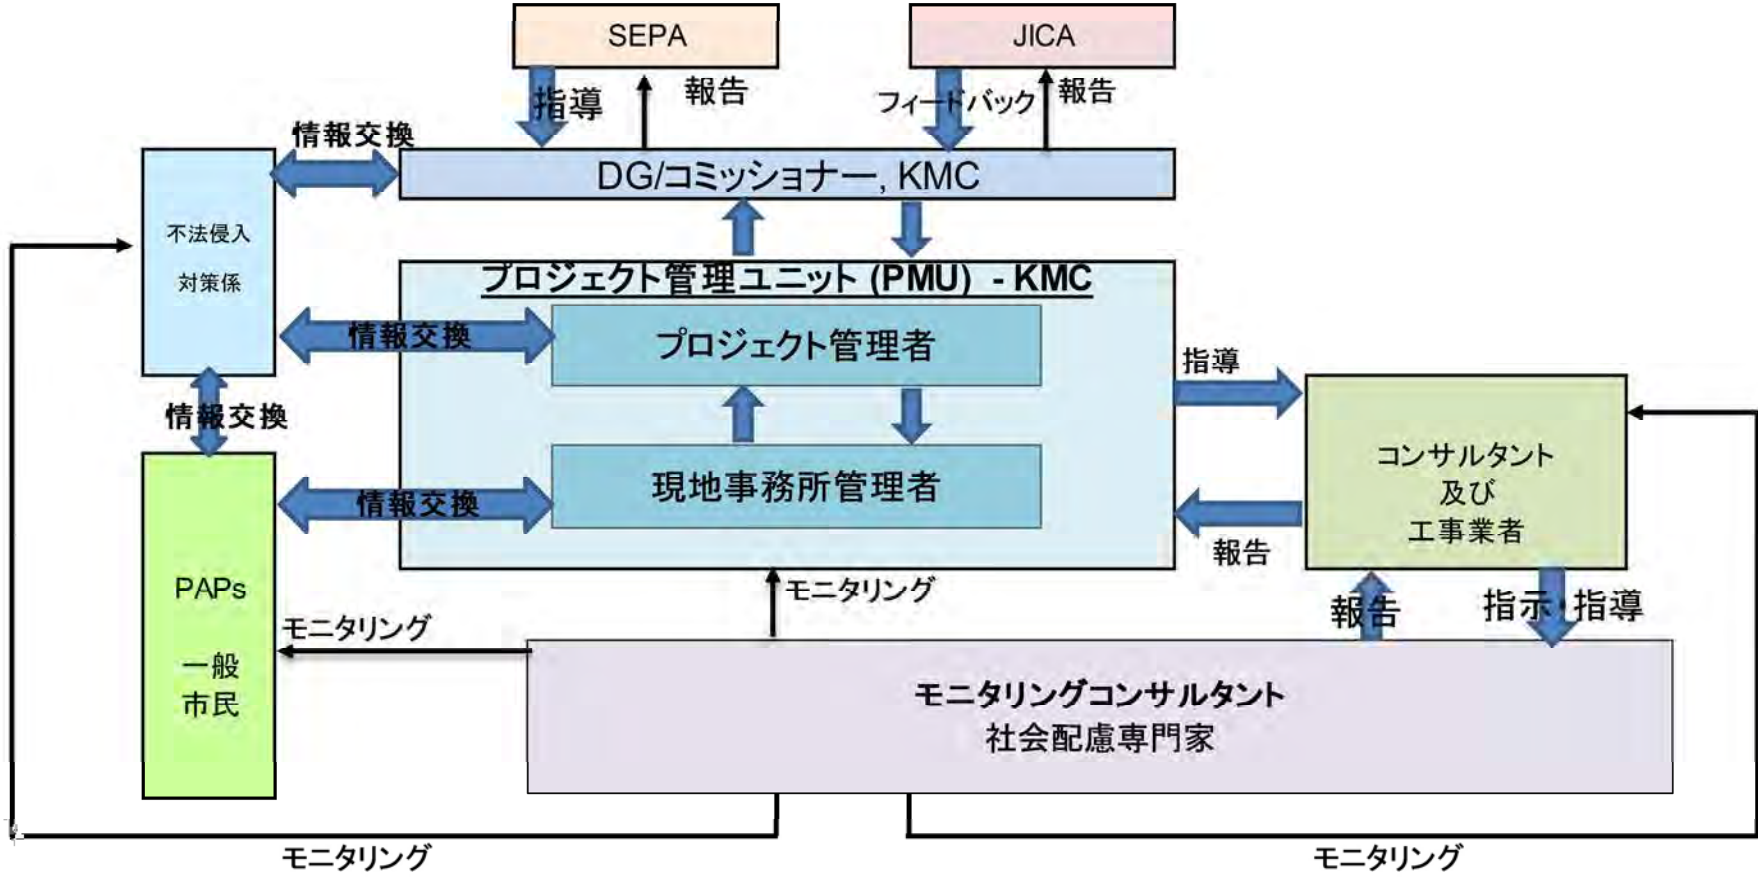 SEPA
JICA
指導
報告
フィードバック
報告
情報交換
DG/コミッショナー, KMC
不法侵入
対策係
プロジェクト管理ユニット (PMU) - KMC
情報交換
プロジェクト管理者
指導
情報交換
コンサルタント
及び
工事業者
情報交換
現地事務所管理者
報告
PAPs
一般
市民
モニタリング
モニタリング
報告
指示・指導
モニタリングコンサルタント
社会配慮専門家
モニタリング
モニタリング